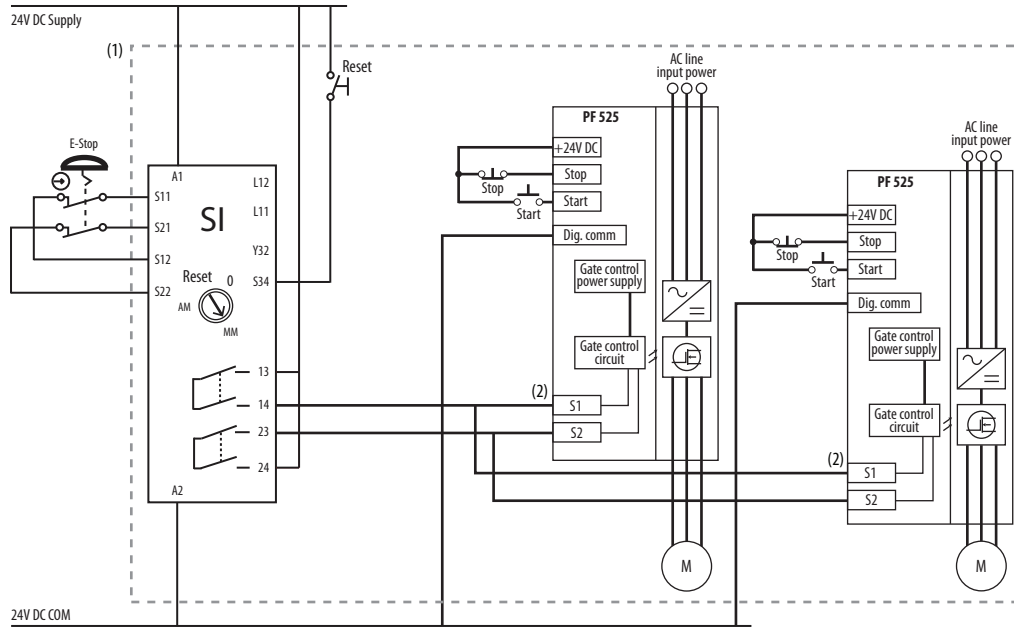 24V DC Supply
(1)
Reset
E-Stop
A1
L12
S11
SI
L11
S21
Y32
S12
S34
S22
Reset
0
AM
MM
13
14
23
24
A2
AC line
input power
PF 525
+24V DC
Stop
Stop
Start
Start
Dig. comm
Gate control
power supply
Gate control
circuit
(2)
S1
S2
M
AC line
input power
PF 525
+24V DC
Stop
Stop
Start
Start
Dig. comm
Gate control
power supply
Gate control
circuit
(2)
S1
S2
M
24V DC COM